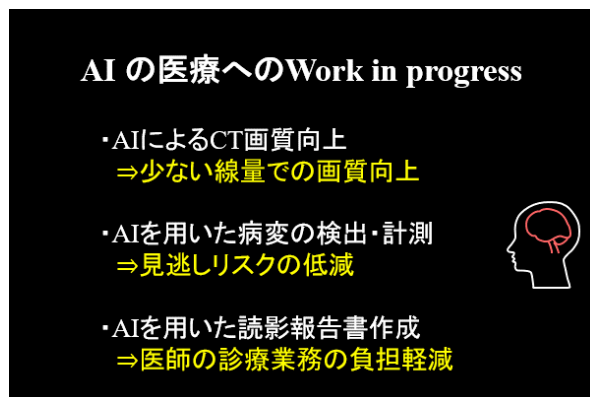 AI の医療へのWork in progress
・AIによるCT画質向上
⇒少ない線量での画質向上
・AIを用いた病変の検出・計測
⇒見逃しリスクの低減
・AIを用いた読影報告書作成
⇒医師の診療業務の負担軽減